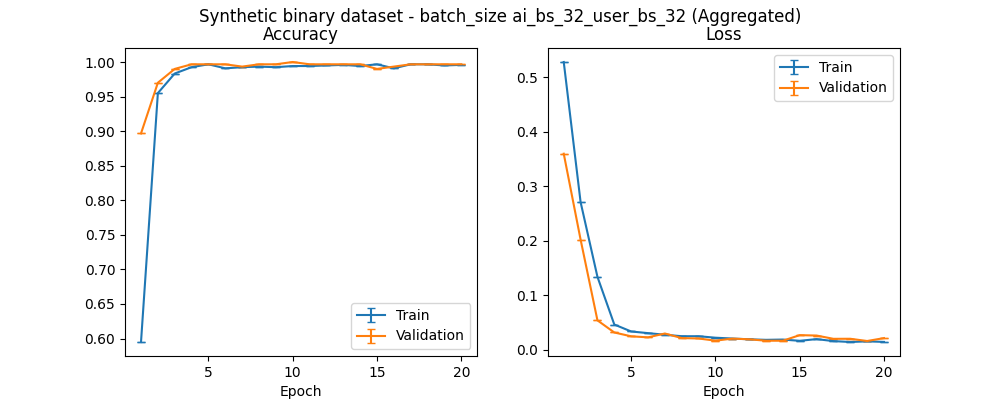 Synthetic binary dataset - batch_size ai_bs_32_user_bs_32 (Aggregated)
Accuracy
1.00
0.95
0.90
0.85
0.80
0.75
0.70
0.65
0.60
5
10
15
20
Epoch
Train
Validation
Loss
0.5
0.4
0.3
0.2
0.1
0.0
5
10
15
20
Epoch
Train
Validation